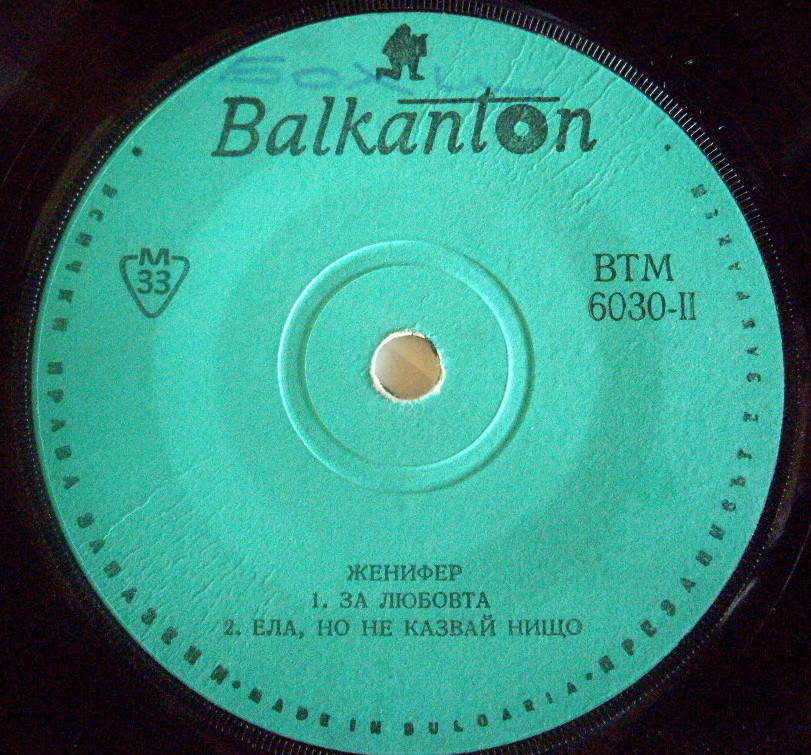 Balkanton
M
33
ВТМ
6030-II
ЖЕНИФЕР
1. ЗА ЛЮБОВТА
2. ЕЛА, НО НЕ КАЗВАЙ НИЩО
ВСИЧКИ ПРАВА ЗАПАЗЕНИ • MADE IN BULGARIA • ПРЕЗАПИСЪТ Е ЗАБРАНЕН